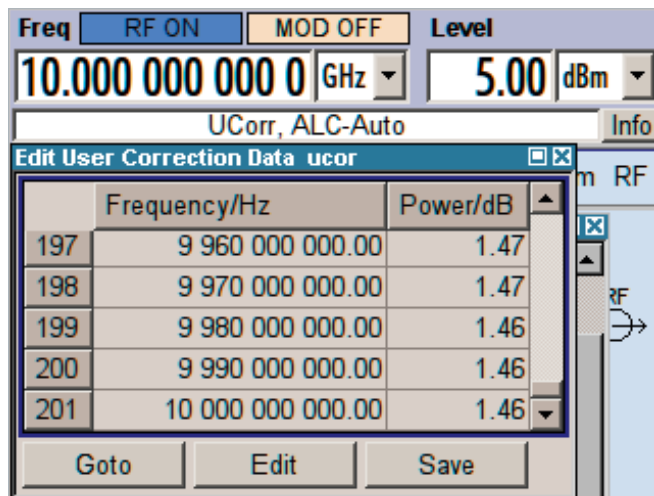 Freq RF ON MOD OFF Level
10.000 000 000 0 GHz 5.00 dBm
UCorr, ALC-Auto Info
Edit User Correction Data ucor
m RF
Frequency/Hz Power/dB
197 9 960 000 000.00 1.47
198 9 970 000 000.00 1.47
RF
199 9 980 000 000.00 1.46
200 9 990 000 000.00 1.46
201 10 000 000 000.00 1.46
Goto Edit Save